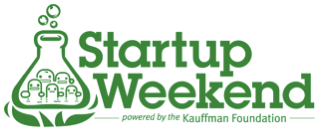 Startup
Weekend
powered by the Kauffman Foundation